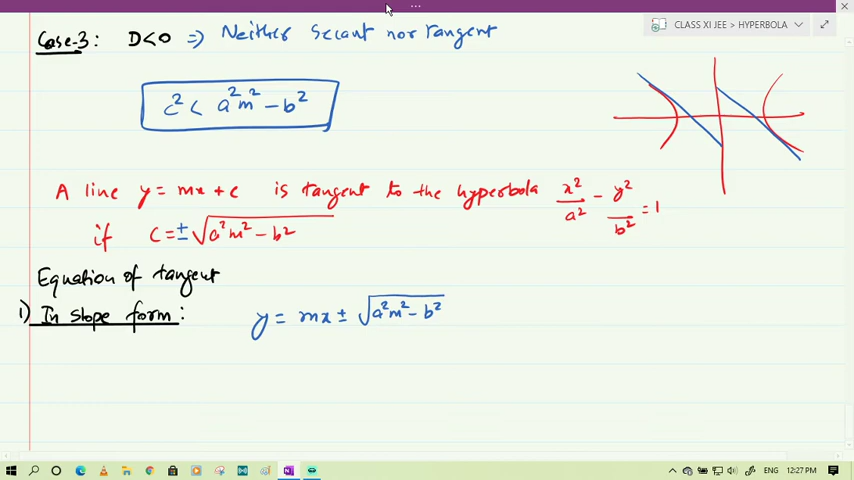 ...
CLASS XI JEE > HYPERBOLA
Case-3: D<0 => Neither Secant nor tangent
c² < a²m² - b²
A line y = mx + c is tangent to the hyperbola x²/a² - y²/b² = 1
if c = ± √(a²m² - b²)
Equation of tangent
1) In slope form: y = mx ± √(a²m² - b²)
ENG 12:27 PM